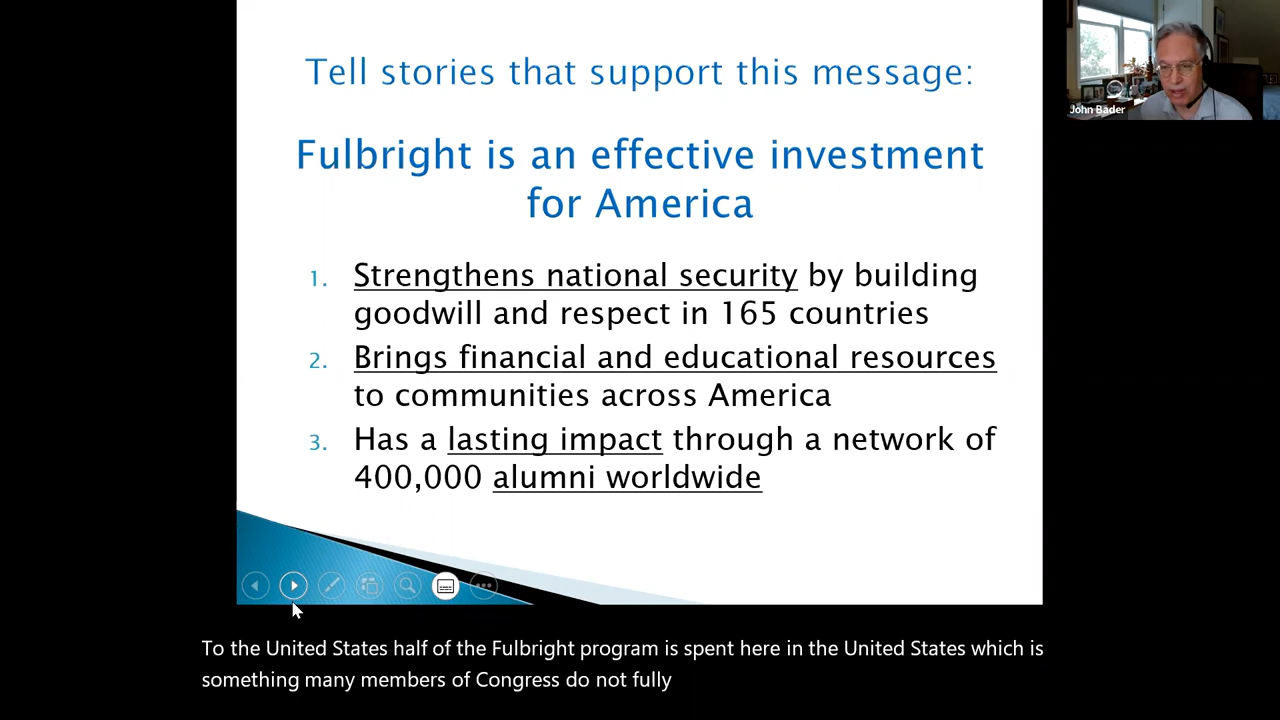 Tell stories that support this message:
Fulbright is an effective investment
for America
1. Strengthens national security by building
goodwill and respect in 165 countries
2. Brings financial and educational resources
to communities across America
3. Has a lasting impact through a network of
400,000 alumni worldwide
John Bader
To the United States half of the Fulbright program is spent here in the United States which is
something many members of Congress do not fully